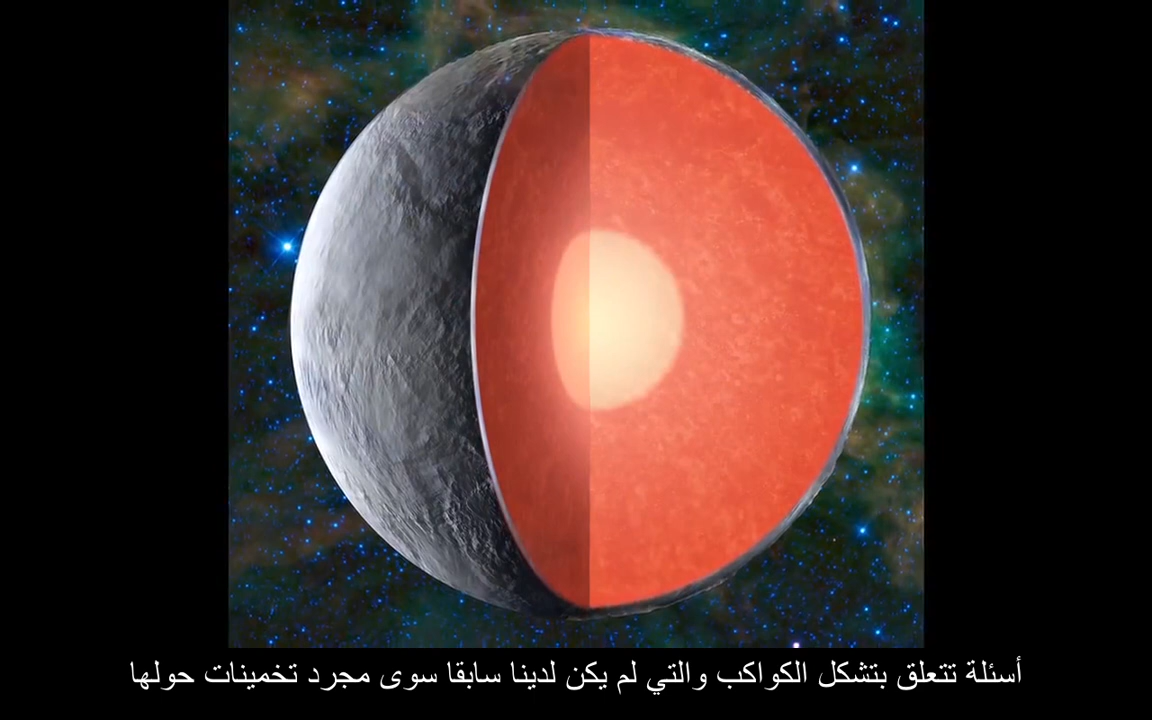 أسئلة تتعلق بتشكل الكواكب والتي لم يكن لدينا سابقا سوى مجرد تخمينات حولها